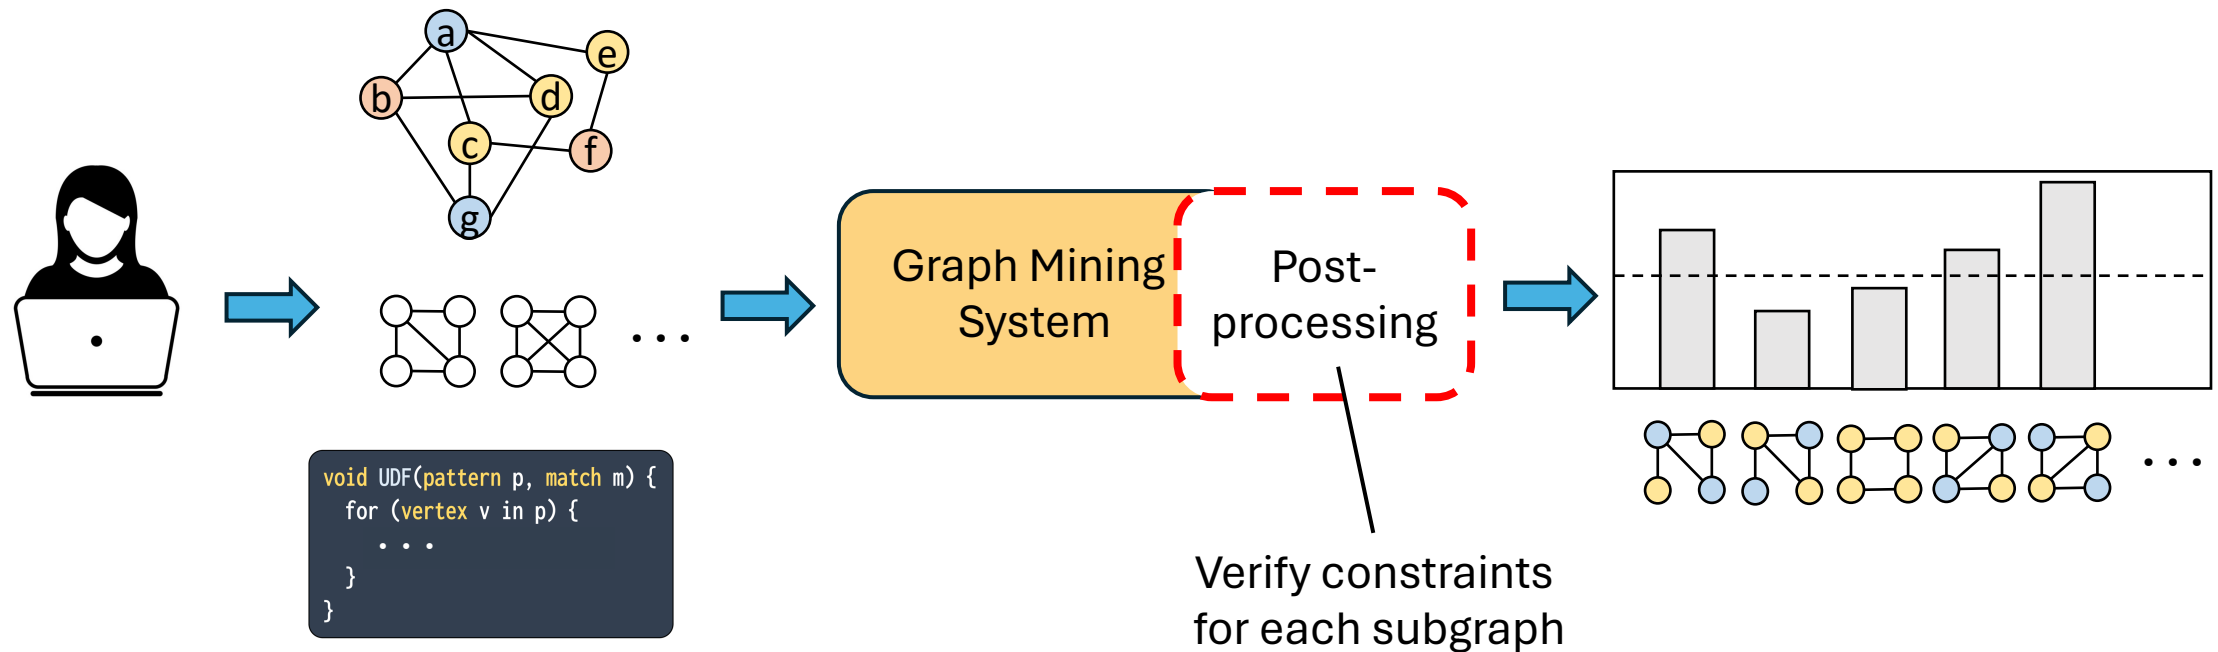 a
e
b
d
c
f
g
Graph Mining
System
Post-
processing
. . .
void UDF(pattern p, match m) {
for (vertex v in p) {
. . .
}
}
. . .
Verify constraints
for each subgraph